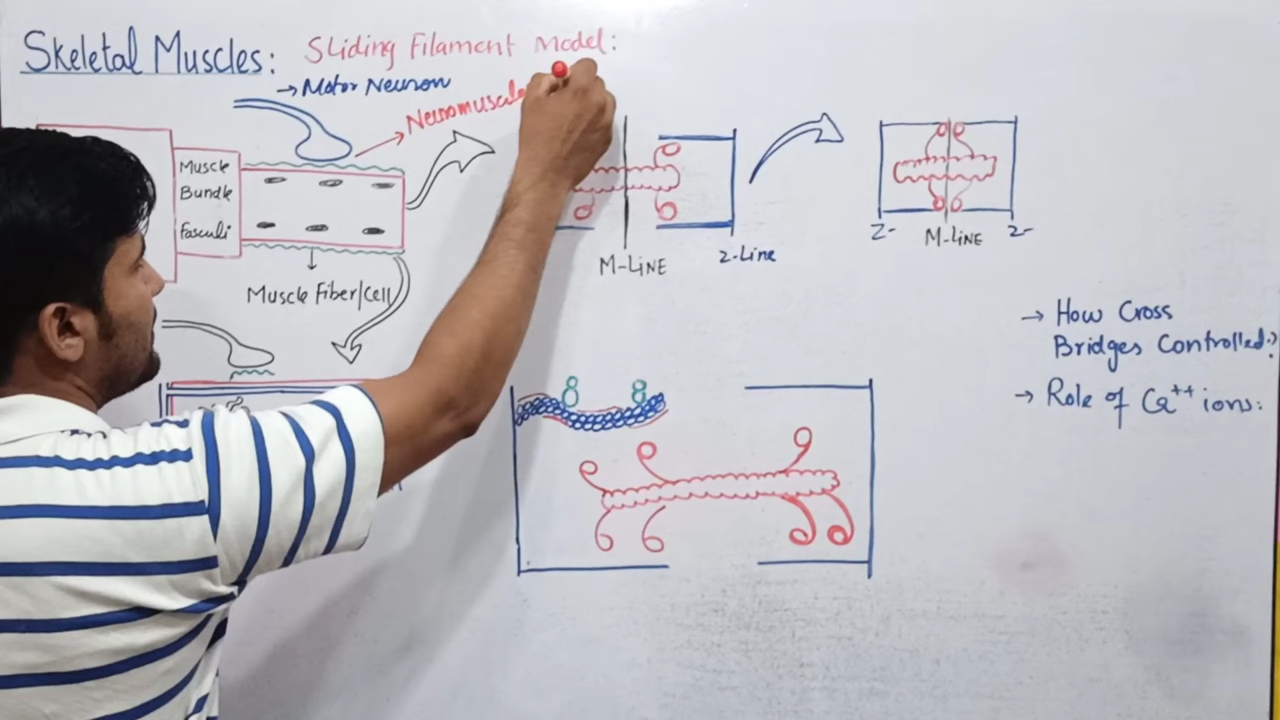 Skeletal Muscles: Sliding Filament Model:
→ Motor Neuron
→ Neuromuscula
Muscle
Bundle
Fasculi
Muscle Fiber/Cell
M-LINE
Z-Line
Z-
M-LINE
Z-
→ How Cross
Bridges Controlled?
→ Role of Ca++ ions: